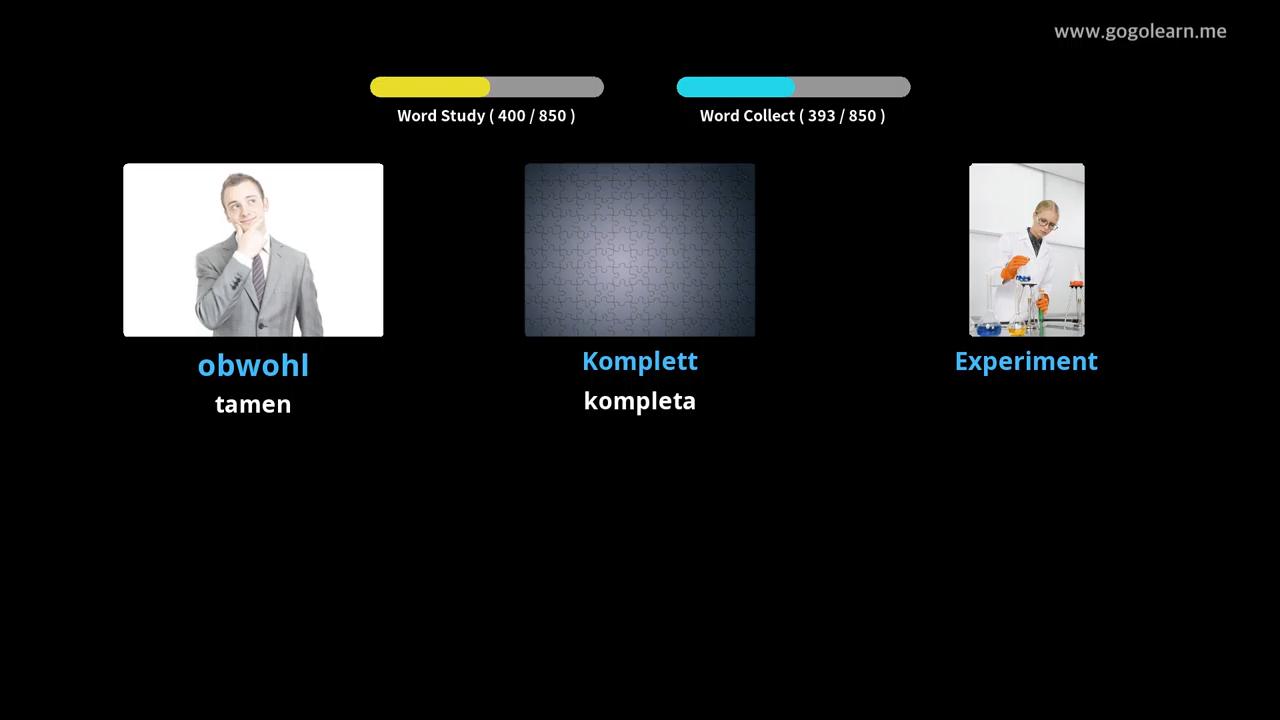 www.gogolearn.me
Word Study ( 400 / 850 )
Word Collect ( 393 / 850 )
obwohl
tamen
Komplett
kompleta
Experiment